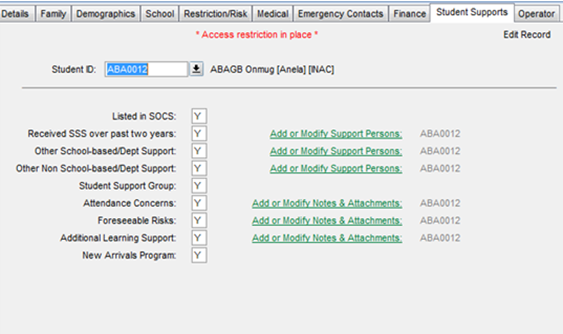 Details Family Demographics School Restriction/Risk Medical Emergency Contacts Finance Student Supports Operator
* Access restriction in place * Edit Record
Student ID: ABA0012 ABAGB Onmug [Anela] [INAC]
Listed in SOCS: Y
Received SSS over past two years: Y Add or Modify Support Persons: ABA0012
Other School-based/Dept Support: Y Add or Modify Support Persons: ABA0012
Other Non School-based/Dept Support: Y Add or Modify Support Persons: ABA0012
Student Support Group: Y
Attendance Concerns: Y Add or Modify Notes & Attachments: ABA0012
Foreseeable Risks: Y Add or Modify Notes & Attachments: ABA0012
Additional Learning Support: Y Add or Modify Notes & Attachments: ABA0012
New Arrivals Program: Y